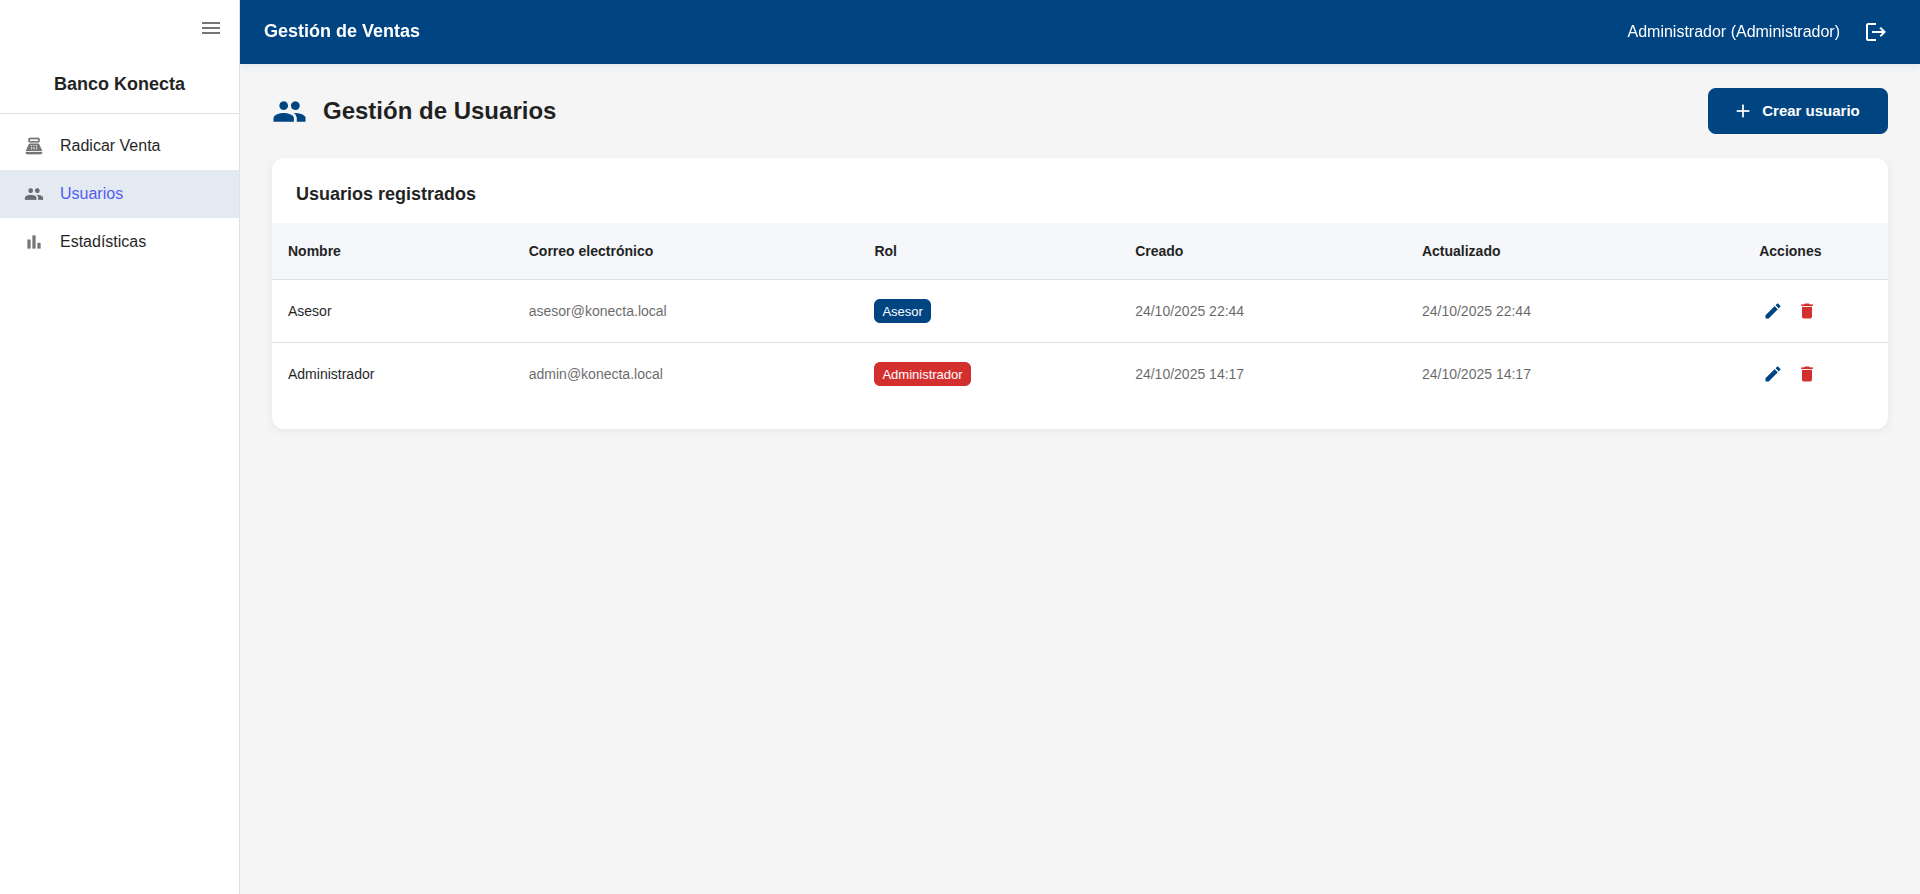 Gestión de Ventas
Administrador (Administrador)
Banco Konecta
Radicar Venta
Usuarios
Estadísticas
Gestión de Usuarios
Crear usuario
Usuarios registrados
Nombre Correo electrónico Rol Creado Actualizado Acciones
Asesor asesor@konecta.local Asesor 24/10/2025 22:44 24/10/2025 22:44
Administrador admin@konecta.local Administrador 24/10/2025 14:17 24/10/2025 14:17